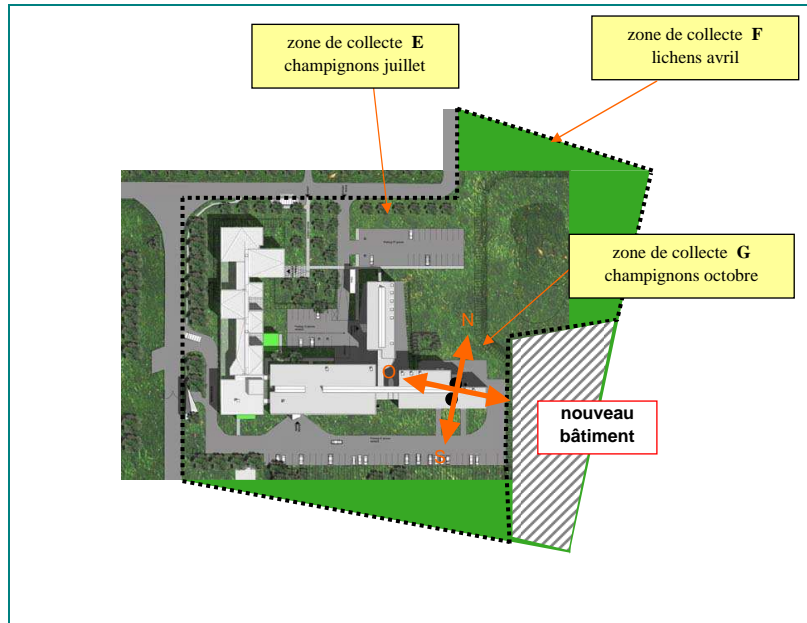 zone de collecte E
champignons juillet
zone de collecte F
lichens avril
zone de collecte G
champignons octobre
N
O
S
nouveau
bâtiment